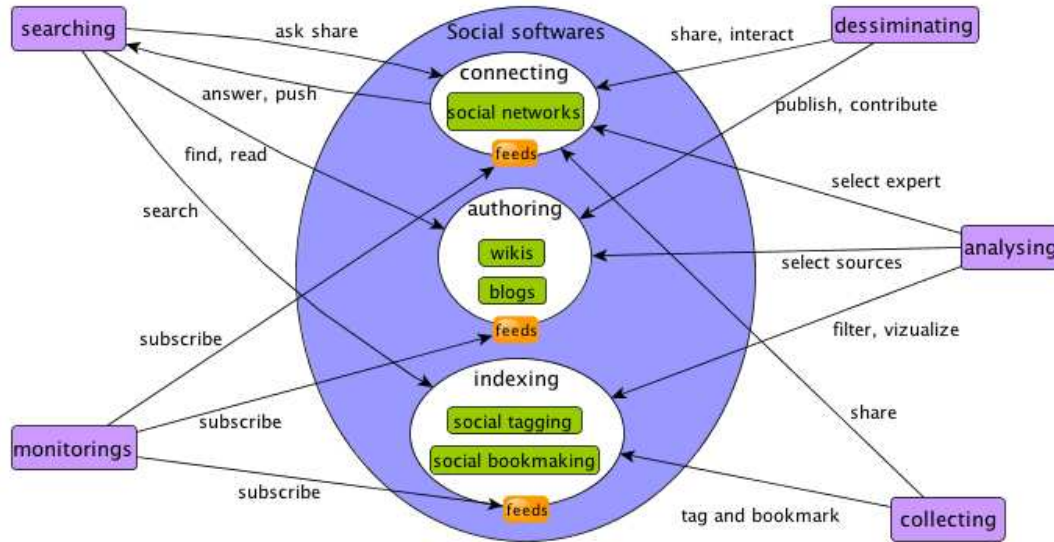 searching
ask share
Social softwares
share, interact
dessiminating
connecting
answer, push
social networks
publish, contribute
find, read
feeds
select expert
search
authoring
wikis
analysing
select sources
blogs
subscribe
feeds
filter, vizualize
indexing
share
subscribe
social tagging
monitorings
social bookmaking
subscribe
feeds
tag and bookmark
collecting